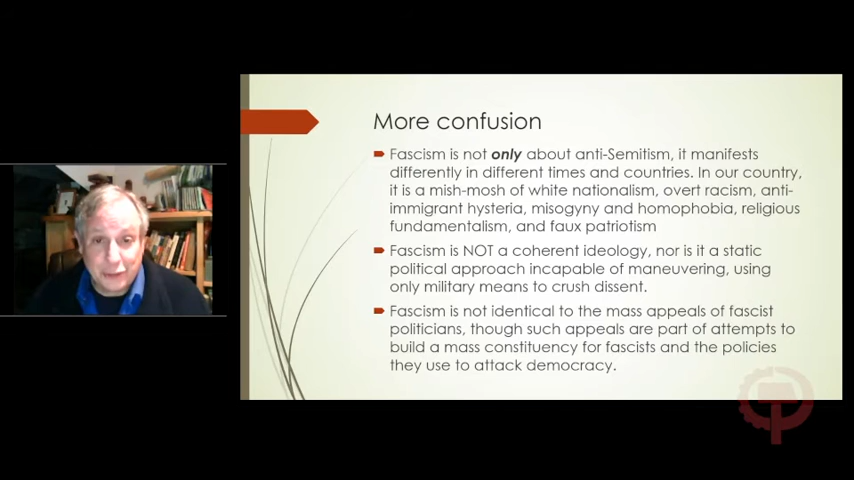 More confusion
Fascism is not only about anti-Semitism, it manifests
differently in different times and countries. In our country,
it is a mish-mosh of white nationalism, overt racism, anti-
immigrant hysteria, misogyny and homophobia, religious
fundamentalism, and faux patriotism
Fascism is NOT a coherent ideology, nor is it a static
political approach incapable of maneuvering, using
only military means to crush dissent.
Fascism is not identical to the mass appeals of fascist
politicians, though such appeals are part of attempts to
build a mass constituency for fascists and the policies
they use to attack democracy.